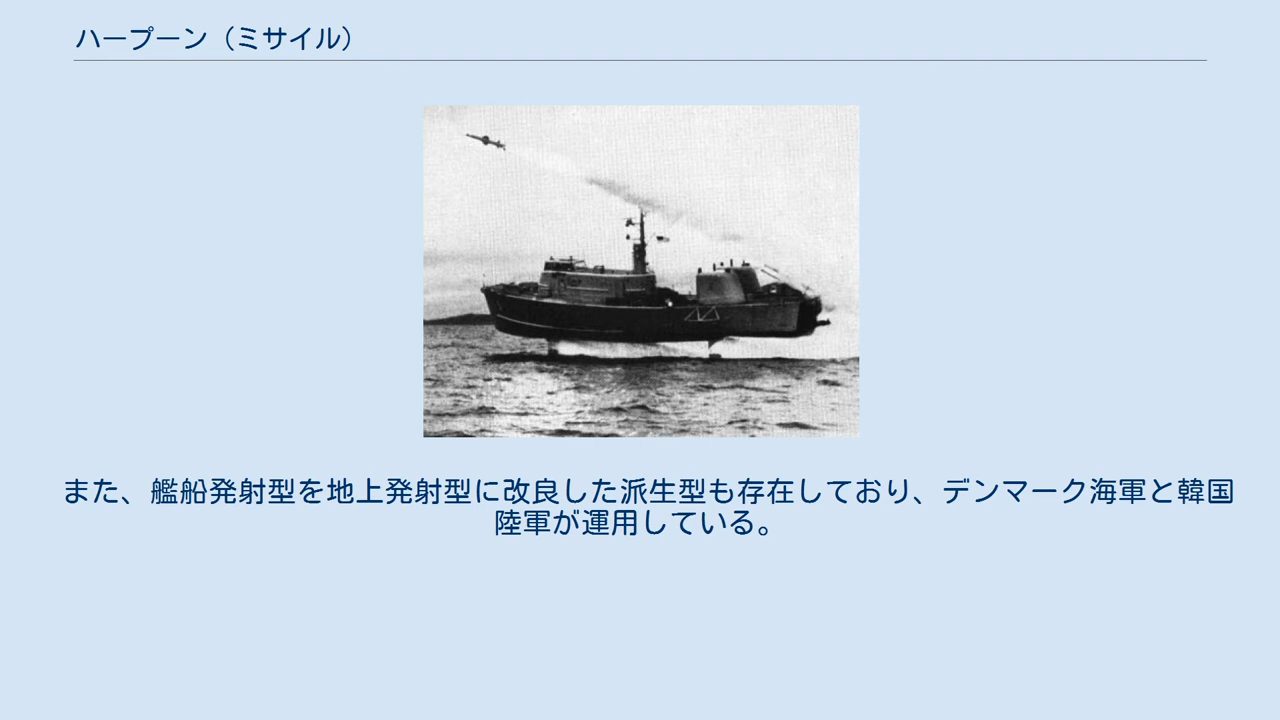 ハープーン（ミサイル）
また、艦船発射型を地上発射型に改良した派生型も存在しており、デンマーク海軍と韓国
陸軍が運用している。